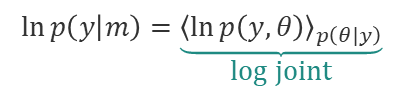 ln p(y|m) = ⟨ln p(y, θ)⟩p(θ|y)
log joint